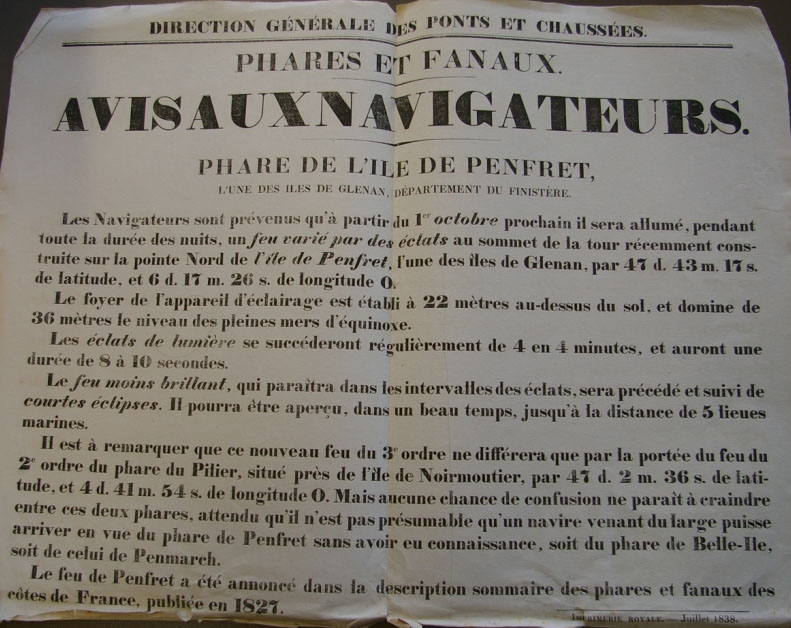 DIRECTION GÉNÉRALE DES PONTS ET CHAUSSÉES.
PHARES ET FANAUX.
AVIS AUX NAVIGATEURS.
PHARE DE L'ILE DE PENFRET,
L'UNE DES ILES DE GLENAN, DÉPARTEMENT DU FINISTÈRE.
Les Navigateurs sont prévenus qu'à partir du 1er octobre prochain il sera allumé, pendant
toute la durée des nuits, un feu varié par des éclats au sommet de la tour récemment cons-
truite sur la pointe Nord de l'île de Penfret, l'une des îles de Glenan, par 47 d. 43 m. 17 s.
de latitude, et 6 d. 17 m. 26 s. de longitude O.
Le foyer de l'appareil d'éclairage est établi à 22 mètres au-dessus du sol, et domine de
36 mètres le niveau des pleines mers d'équinoxe.
Les éclats de lumière se succéderont régulièrement de 4 en 4 minutes, et auront une
durée de 8 à 10 secondes.
Le feu moins brillant, qui paraîtra dans les intervalles des éclats, sera précédé et suivi de
courtes éclipses. Il pourra être aperçu, dans un beau temps, jusqu'à la distance de 5 lieues
marines.
Il est à remarquer que ce nouveau feu du 3e ordre ne différera que par la portée du feu du
2e ordre du phare du Pilier, situé près de l'île de Noirmoutier, par 47 d. 2 m. 36 s. de lati-
tude, et 4 d. 41 m. 54 s. de longitude O. Mais aucune chance de confusion ne paraît à craindre
entre ces deux phares, attendu qu'il n'est pas présumable qu'un navire venant du large puisse
arriver en vue du phare de Penfret sans avoir eu connaissance, soit du phare de Belle-Ile,
soit de celui de Penmarch.
Le feu de Penfret a été annoncé dans la description sommaire des phares et fanaux des
côtes de France, publiée en 1827.
IMPRIMERIE ROYALE. — Juillet 1838.